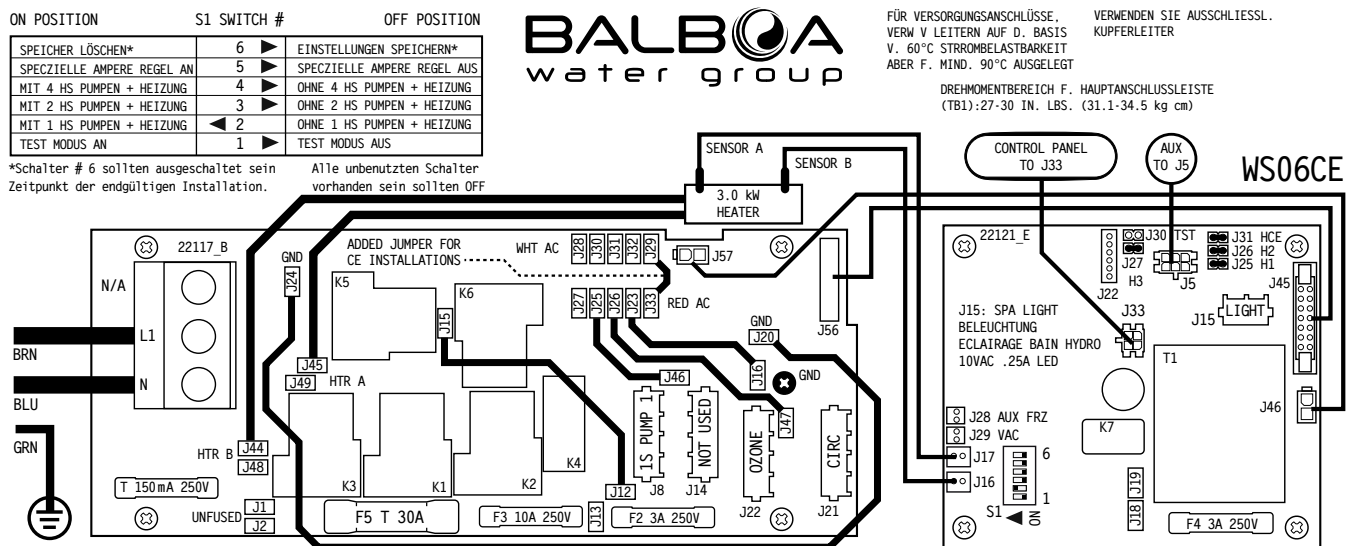 ON POSITION S1 SWITCH # OFF POSITION
SPEICHER LÖSCHEN* 6 ► EINSTELLUNGEN SPEICHERN*
SPECZIELLE AMPERE REGEL AN 5 ► SPECZIELLE AMPERE REGEL AUS
MIT 4 HS PUMPEN + HEIZUNG 4 ► OHNE 4 HS PUMPEN + HEIZUNG
MIT 2 HS PUMPEN + HEIZUNG 3 ► OHNE 2 HS PUMPEN + HEIZUNG
MIT 1 HS PUMPEN + HEIZUNG ◄ 2 OHNE 1 HS PUMPEN + HEIZUNG
TEST MODUS AN 1 ► TEST MODUS AUS
*Schalter # 6 sollten ausgeschaltet sein
Zeitpunkt der endgültigen Installation.
Alle unbenutzten Schalter
vorhanden sein sollten OFF
BALBOA
water group
FÜR VERSORGUNGSANSCHLÜSSE,
VERW V LEITERN AUF D. BASIS
V. 60°C STRROMBELASTBARKEIT
ABER F. MIND. 90°C AUSGELEGT
VERWENDEN SIE AUSSCHLIESSL.
KUPFERLEITER
DREHMOMENTBEREICH F. HAUPTANSCHLUSSLEISTE
(TB1):27-30 IN. LBS. (31.1-34.5 kg cm)
SENSOR A
SENSOR B
3.0 kW
HEATER
CONTROL PANEL
TO J33
AUX
TO J5
WS06CE
22117_B
GND
J24
ADDED JUMPER FOR
CE INSTALLATIONS
WHT AC
J28
J30
J31
J32
J29
J57
N/A
L1
N
BRN
BLU
GRN
K5
K6
J15
J27
J25
J26
J23
J33
RED AC
J56
GND
J20
J45
J49
HTR A
J46
J16
GND
J47
J44
HTR B
J48
K3
K1
K2
K4
J12
1S PUMP 1
J8
NOT USED
J14
OZONE
J22
CIRC
J21
T 150mA 250V
UNFUSED
J1
J2
F5 T 30A
F3 10A 250V
J13
F2 3A 250V
22121_E
J30 TST
J27
H3
J22
J5
J31 HCE
J26 H2
J25 H1
J45
J15: SPA LIGHT
BELEUCHTUNG
ECLAIRAGE BAIN HYDRO
10VAC .25A LED
J33
J15
LIGHT
T1
K7
J46
J28 AUX FRZ
J29 VAC
J17
J16
6
1
S1
ON
J19
J18
F4 3A 250V